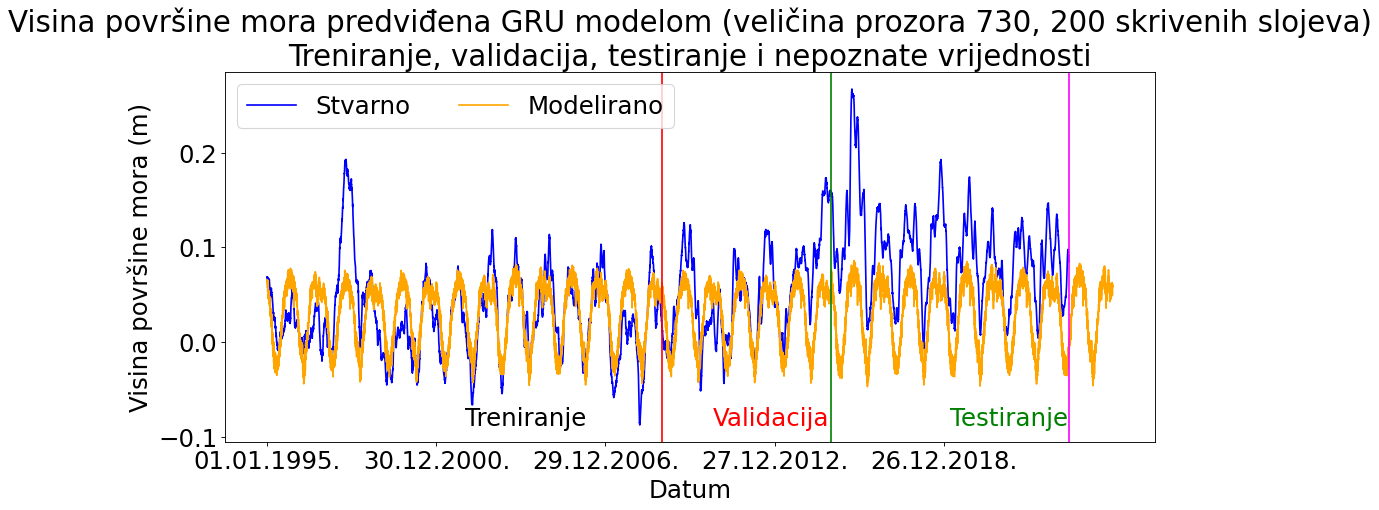 Visina površine mora predviđena GRU modelom (veličina prozora 730, 200 skrivenih slojeva)
Treniranje, validacija, testiranje i nepoznate vrijednosti
Stvarno Modelirano
Visina površine mora (m)
0.2
0.1
0.0
−0.1
Treniranje Validacija Testiranje
01.01.1995. 30.12.2000. 29.12.2006. 27.12.2012. 26.12.2018.
Datum